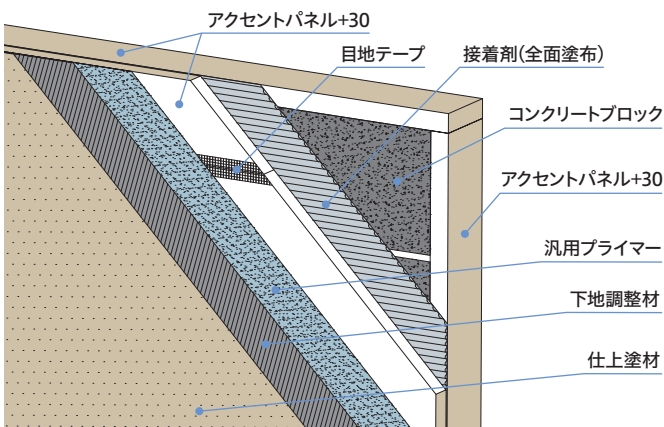 アクセントパネル+30
目地テープ
接着剤(全面塗布)
コンクリートブロック
アクセントパネル+30
汎用プライマー
下地調整材
仕上塗材